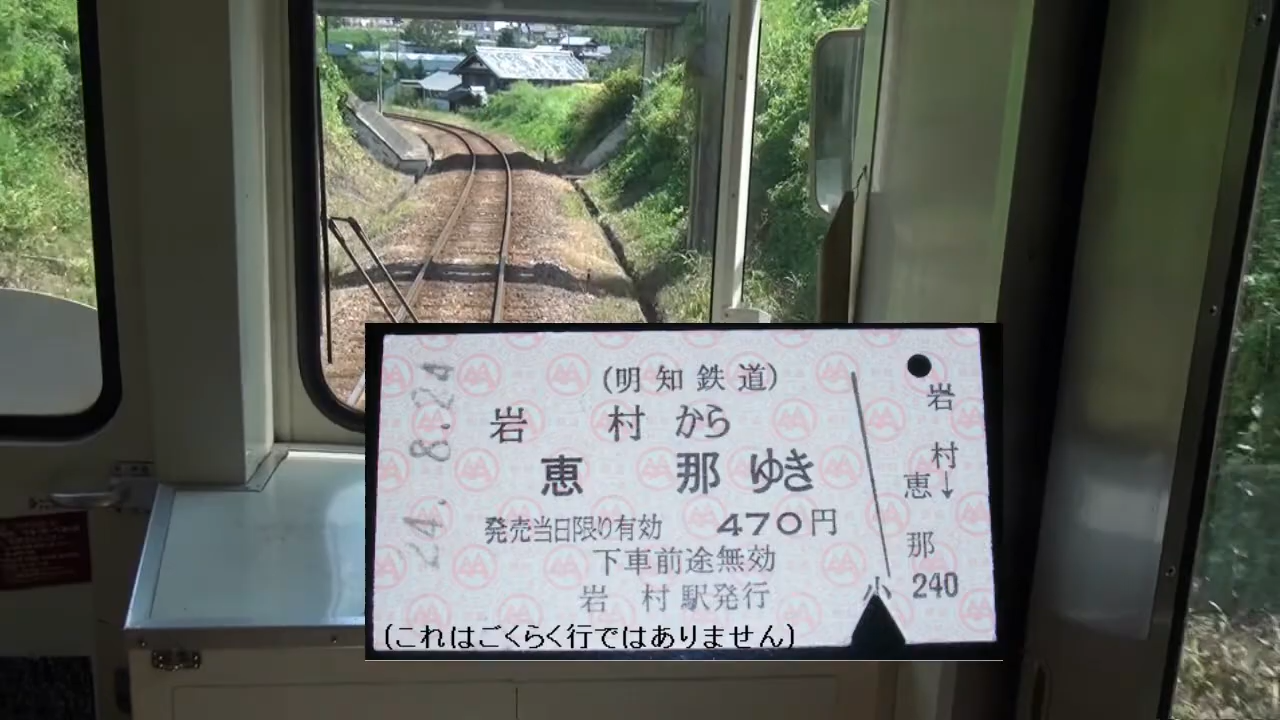 (明知鉄道)
岩 村 から
恵 那 ゆき
発売当日限り有効 470円
下車前途無効
岩 村 駅発行
(これはごくらく行ではありません)
24. 8.24
岩 村
↓
恵 那
小 240